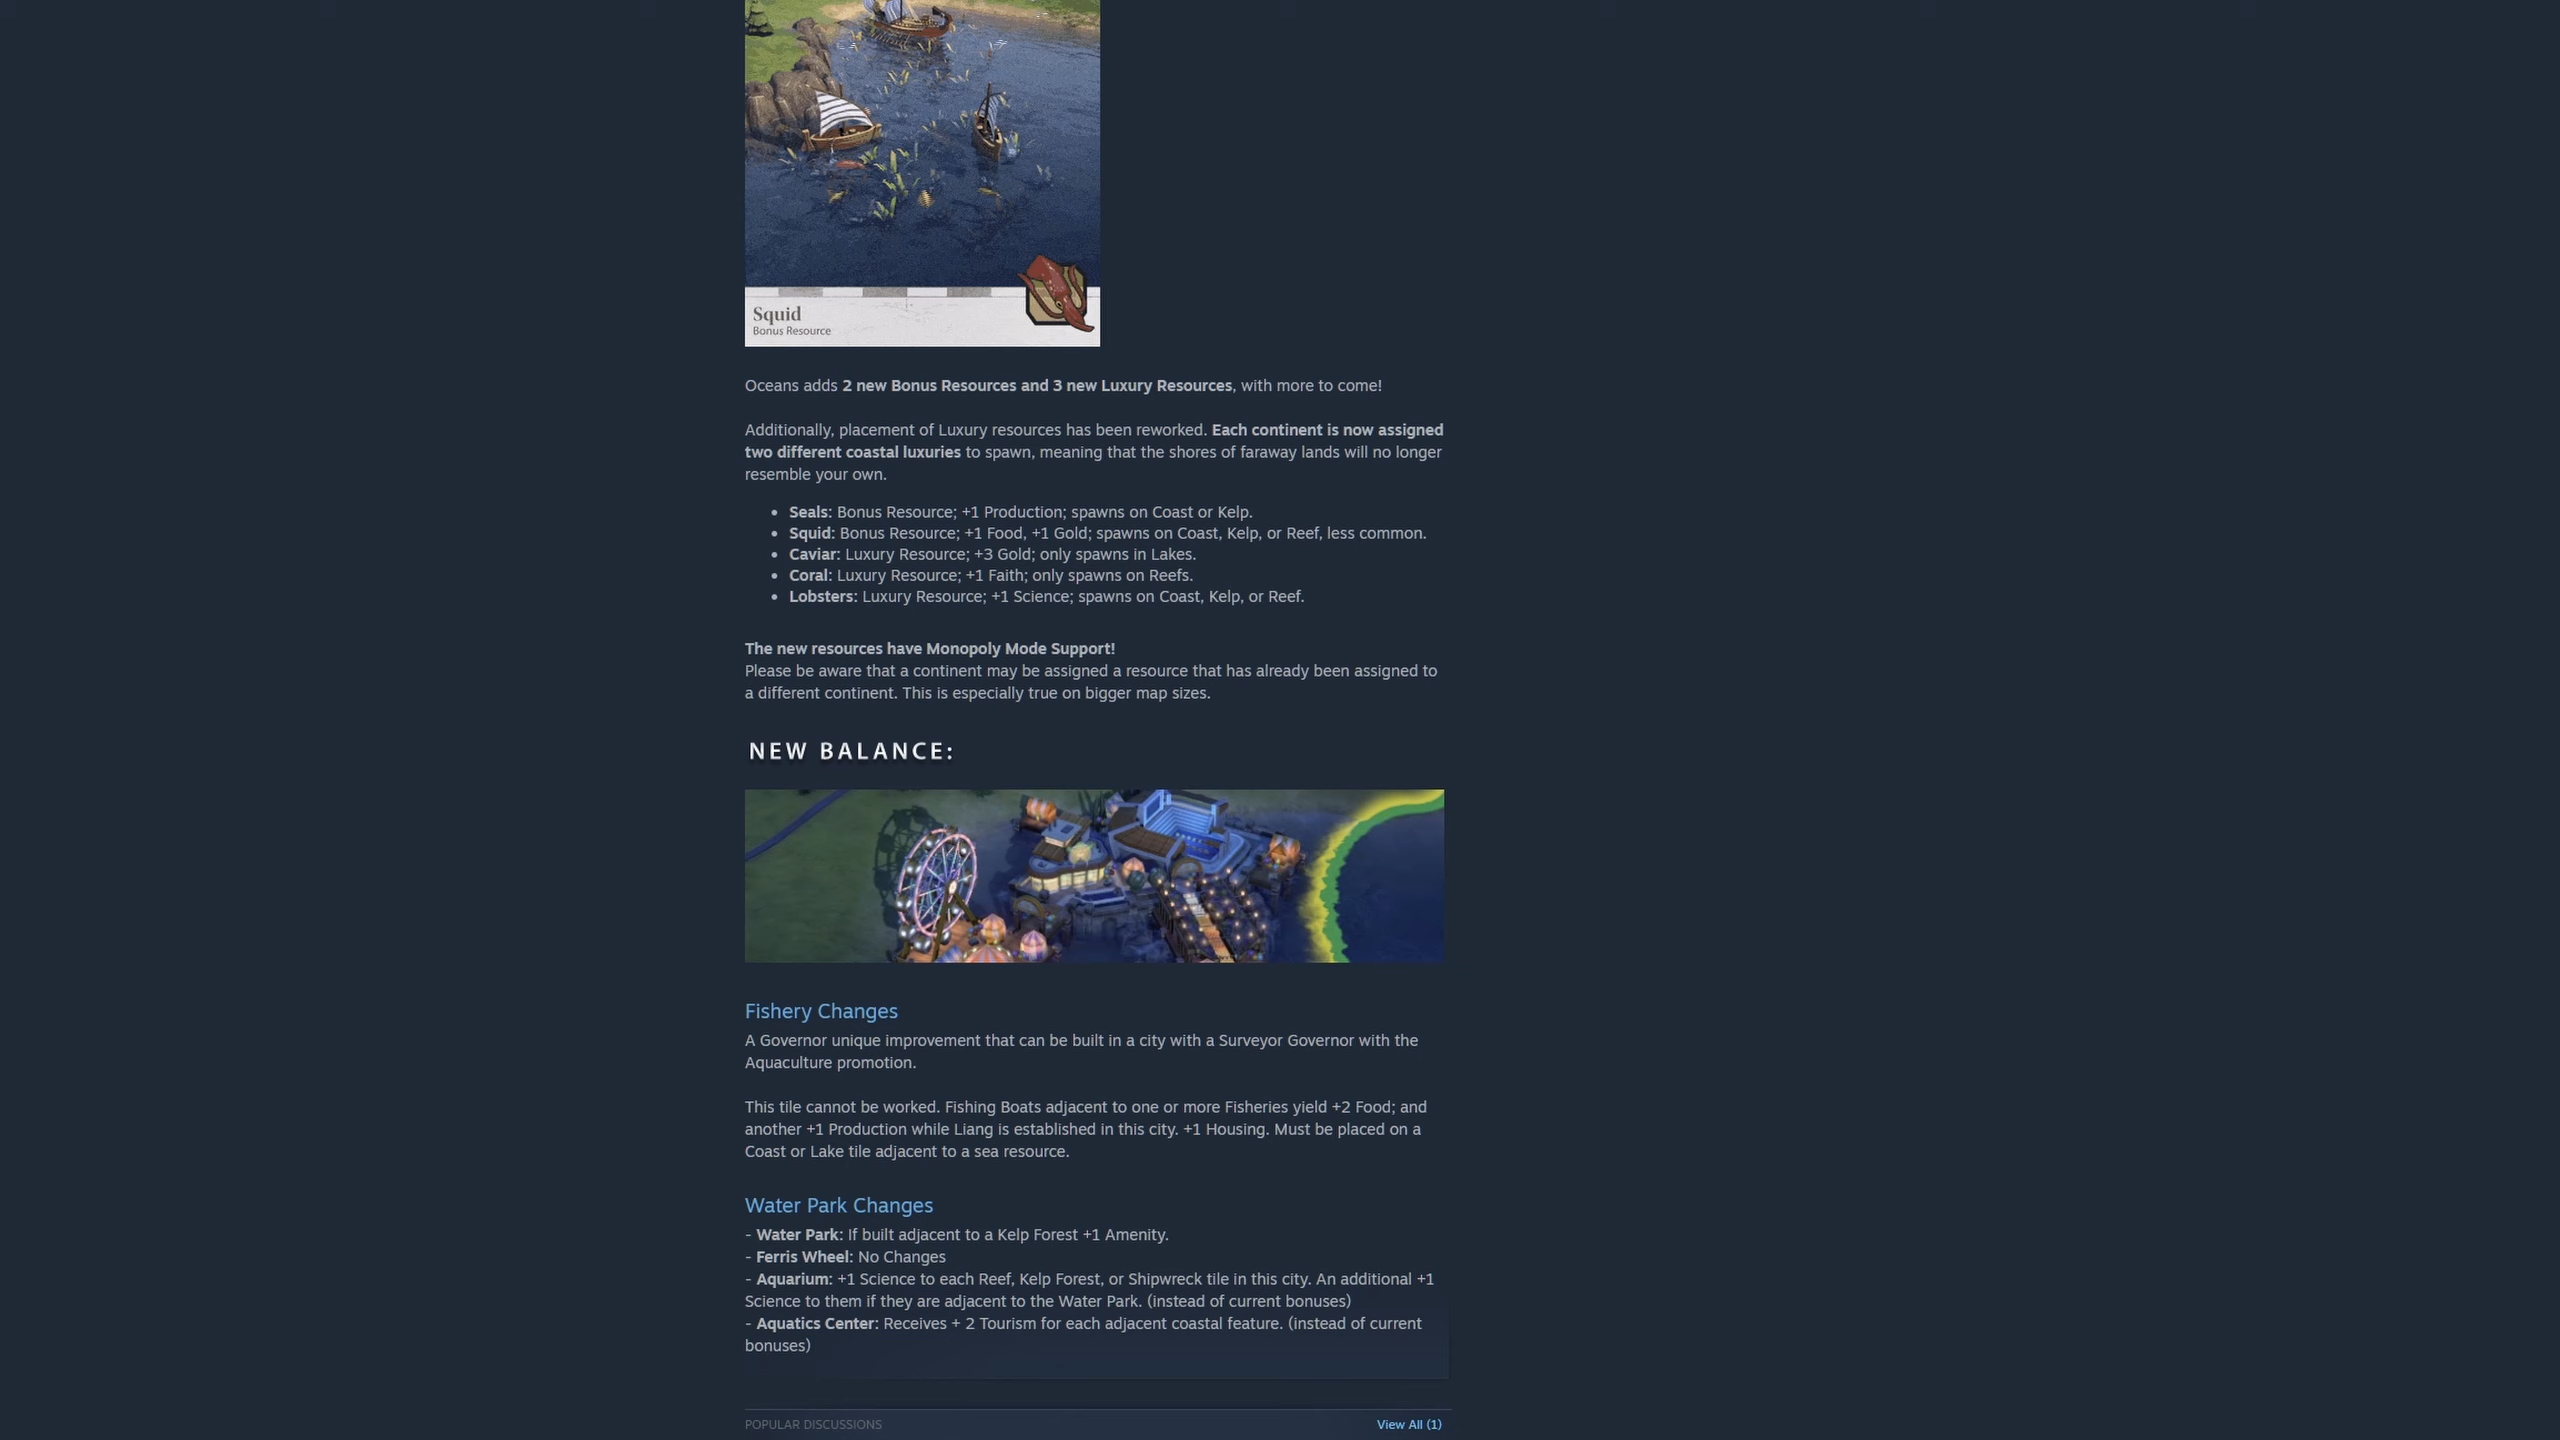 Squid
Bonus Resource
Oceans adds 2 new Bonus Resources and 3 new Luxury Resources, with more to come!
Additionally, placement of Luxury resources has been reworked. Each continent is now assigned
two different coastal luxuries to spawn, meaning that the shores of faraway lands will no longer
resemble your own.
• Seals: Bonus Resource; +1 Production; spawns on Coast or Kelp.
• Squid: Bonus Resource; +1 Food, +1 Gold; spawns on Coast, Kelp, or Reef, less common.
• Caviar: Luxury Resource; +3 Gold; only spawns in Lakes.
• Coral: Luxury Resource; +1 Faith; only spawns on Reefs.
• Lobsters: Luxury Resource; +1 Science; spawns on Coast, Kelp, or Reef.
The new resources have Monopoly Mode Support!
Please be aware that a continent may be assigned a resource that has already been assigned to
a different continent. This is especially true on bigger map sizes.
NEW BALANCE:
Fishery Changes
A Governor unique improvement that can be built in a city with a Surveyor Governor with the
Aquaculture promotion.
This tile cannot be worked. Fishing Boats adjacent to one or more Fisheries yield +2 Food; and
another +1 Production while Liang is established in this city. +1 Housing. Must be placed on a
Coast or Lake tile adjacent to a sea resource.
Water Park Changes
- Water Park: If built adjacent to a Kelp Forest +1 Amenity.
- Ferris Wheel: No Changes
- Aquarium: +1 Science to each Reef, Kelp Forest, or Shipwreck tile in this city. An additional +1
Science to them if they are adjacent to the Water Park. (instead of current bonuses)
- Aquatics Center: Receives + 2 Tourism for each adjacent coastal feature. (instead of current
bonuses)
POPULAR DISCUSSIONS
View All (1)